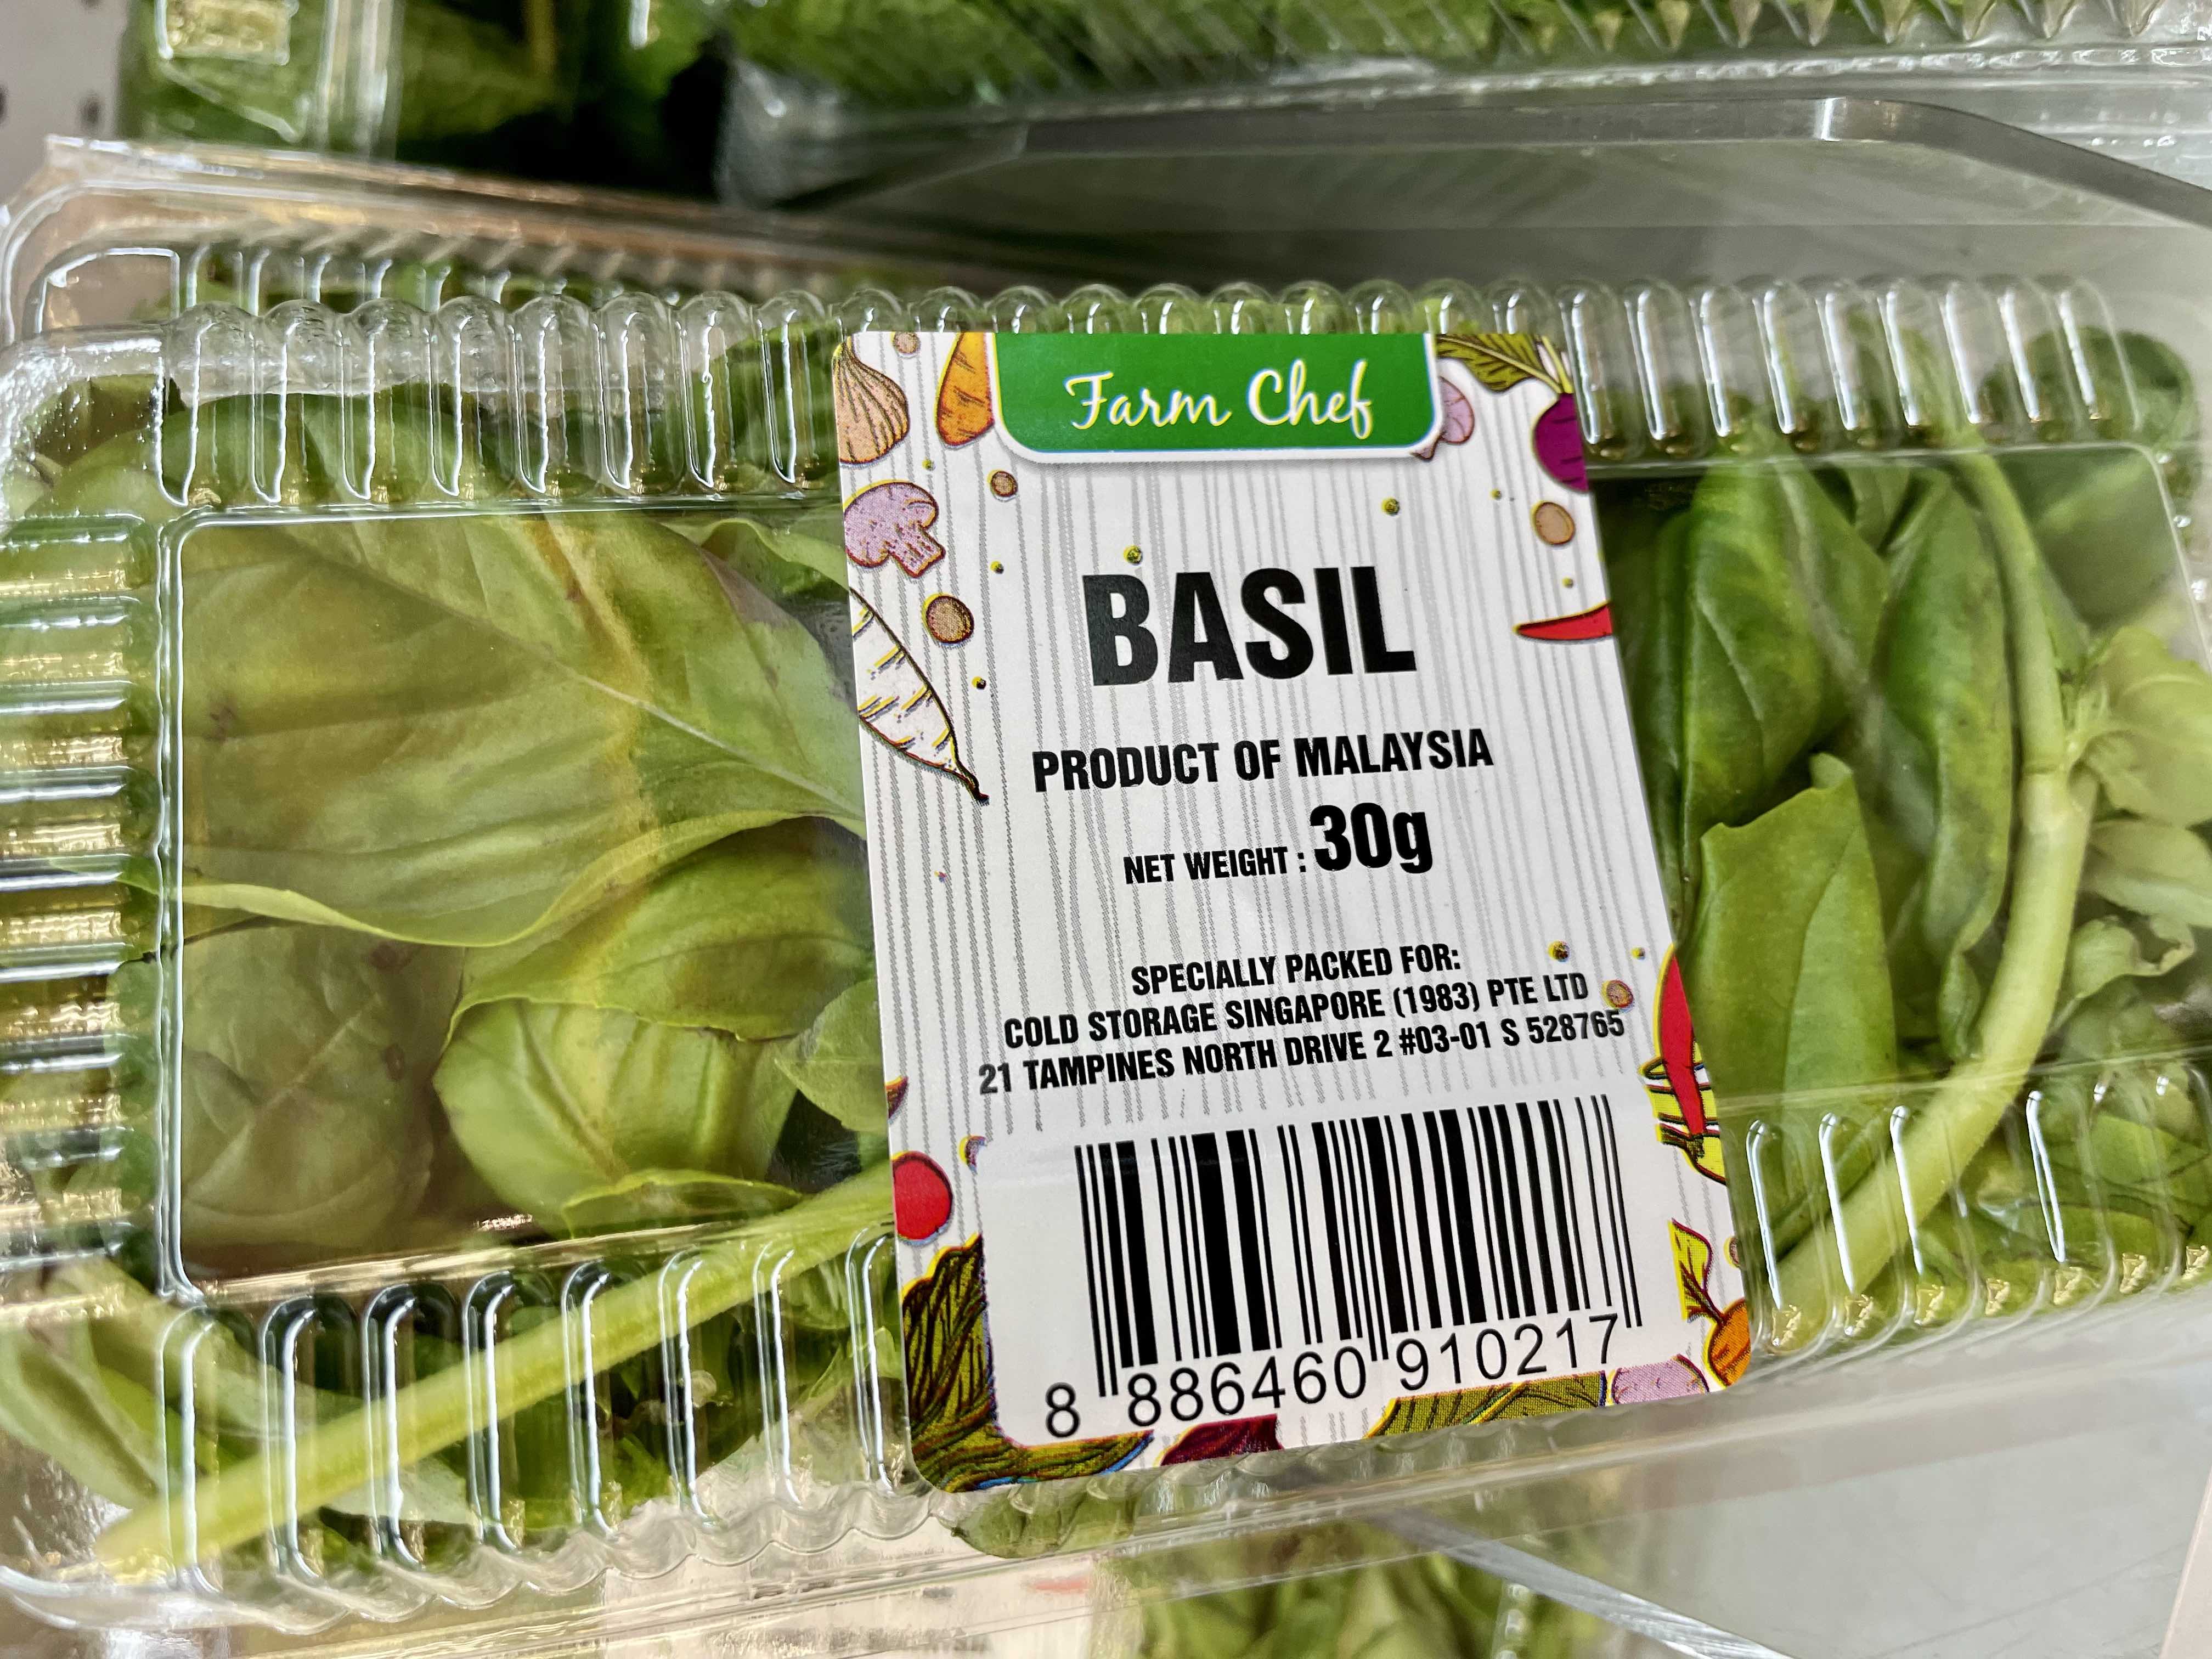 Farm Chef
BASIL
PRODUCT OF MALAYSIA
NET WEIGHT : 30g
SPECIALLY PACKED FOR:
COLD STORAGE SINGAPORE (1983) PTE LTD
21 TAMPINES NORTH DRIVE 2 #03-01 S 528765
8 886460 910217